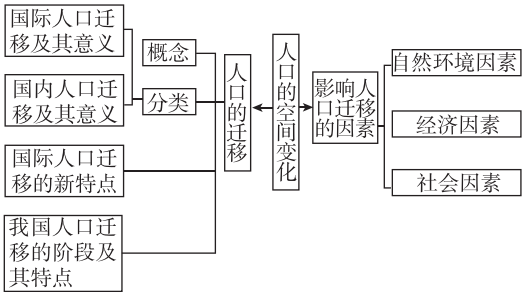 国际人口迁
移及其意义
国内人口迁
移及其意义
国际人口迁
移的新特点
我国人口迁
移的阶段及
其特点
概念
分类
人口的迁移
人口的空间变化
影响人
口迁移
的因素
自然环境因素
经济因素
社会因素